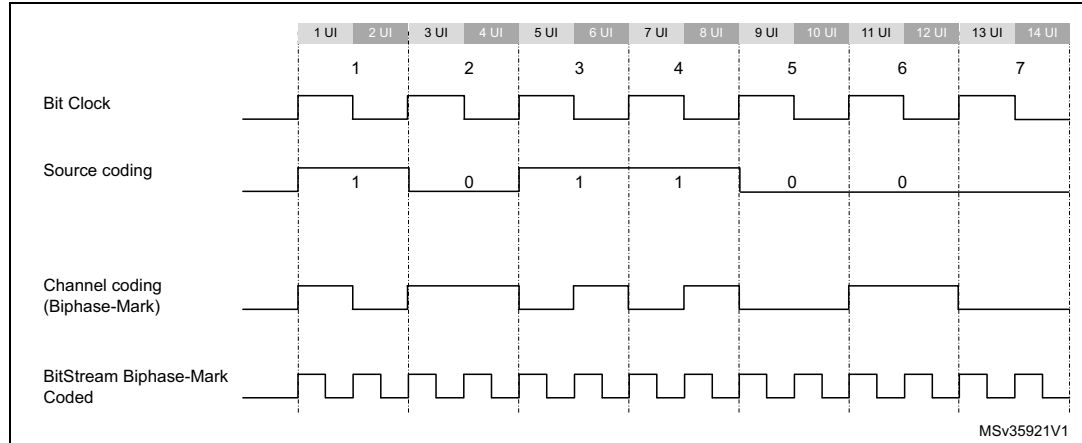 1 UI 2 UI 3 UI 4 UI 5 UI 6 UI 7 UI 8 UI 9 UI 10 UI 11 UI 12 UI 13 UI 14 UI
1 2 3 4 5 6 7
Bit Clock
Source coding
1 0 1 1 0 0
Channel coding
(Biphase-Mark)
BitStream Biphase-Mark
Coded
MSv35921V1